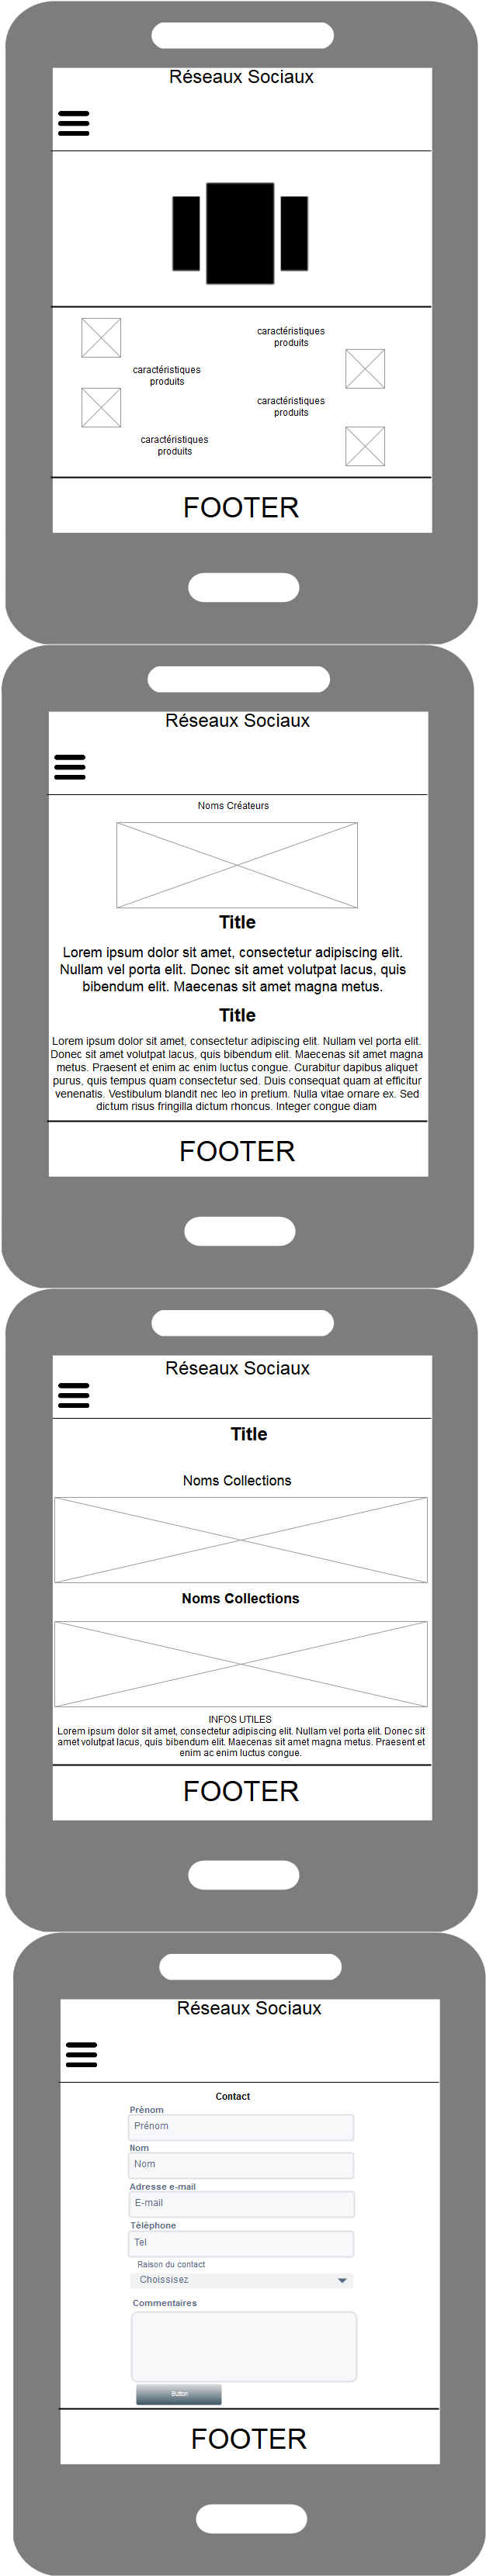 Réseaux Sociaux
caractéristiques
produits
caractéristiques
produits
caractéristiques
produits
caractéristiques
produits
FOOTER
Réseaux Sociaux
Noms Créateurs
Title
Lorem ipsum dolor sit amet, consectetur adipiscing elit.
Nullam vel porta elit. Donec sit amet volutpat lacus, quis
bibendum elit. Maecenas sit amet magna metus.
Title
Lorem ipsum dolor sit amet, consectetur adipiscing elit. Nullam vel porta elit.
Donec sit amet volutpat lacus, quis bibendum elit. Maecenas sit amet magna
metus. Praesent et enim ac enim luctus congue. Curabitur dapibus aliquet
purus, quis tempus quam consectetur sed. Duis consequat quam at efficitur
venenatis. Vestibulum blandit nec leo in pretium. Nulla vitae ornare ex. Sed
dictum risus fringilla dictum rhoncus. Integer congue diam
FOOTER
Réseaux Sociaux
Title
Noms Collections
Noms Collections
INFOS UTILES
Lorem ipsum dolor sit amet, consectetur adipiscing elit. Nullam vel porta elit. Donec sit
amet volutpat lacus, quis bibendum elit. Maecenas sit amet magna metus. Praesent et
enim ac enim luctus congue.
FOOTER
Réseaux Sociaux
Contact
Prénom
Prénom
Nom
Nom
Adresse e-mail
E-mail
Téléphone
Tel
Raison du contact
Choissisez
Commentaires
Button
FOOTER